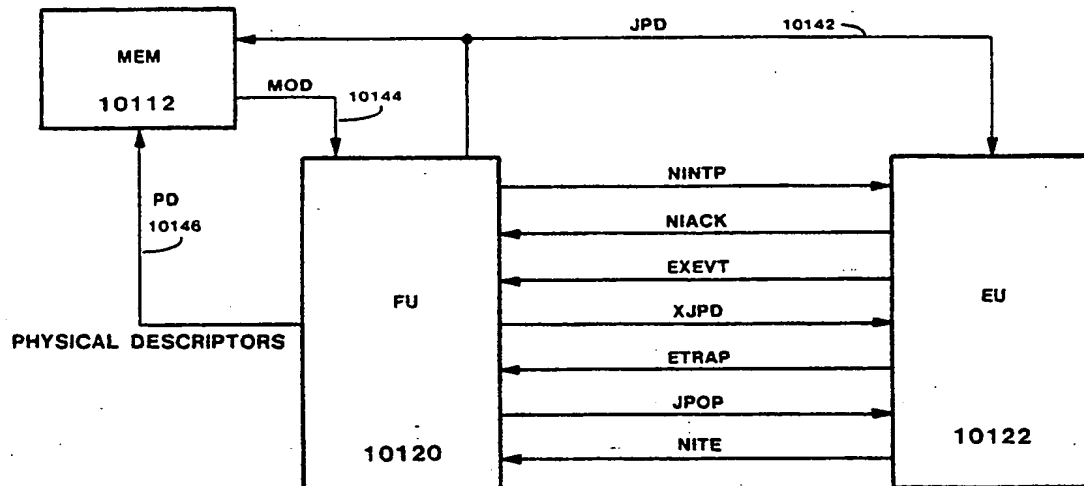 JPD
10142
MEM
10112
MOD
10144
PD
10146
NINTP
NIACK
EXEVT
FU
EU
XJPD
PHYSICAL DESCRIPTORS
ETRAP
JPOP
10120
10122
NITE